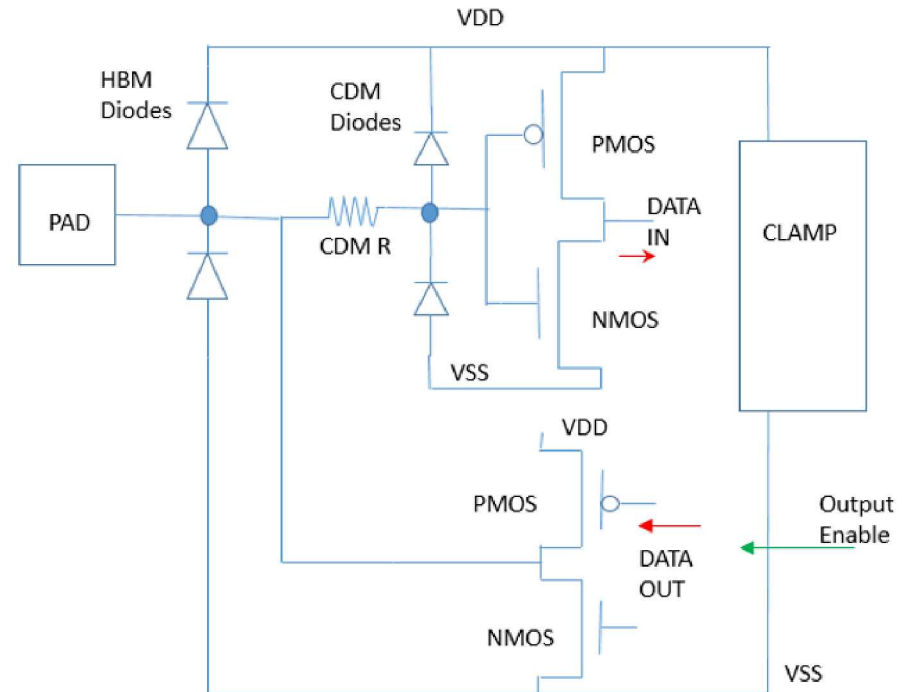 VDD
HBM
Diodes
CDM
Diodes
PMOS
PAD
DATA
IN
CLAMP
CDM R
NMOS
VSS
VDD
PMOS
Output
Enable
DATA
OUT
NMOS
VSS